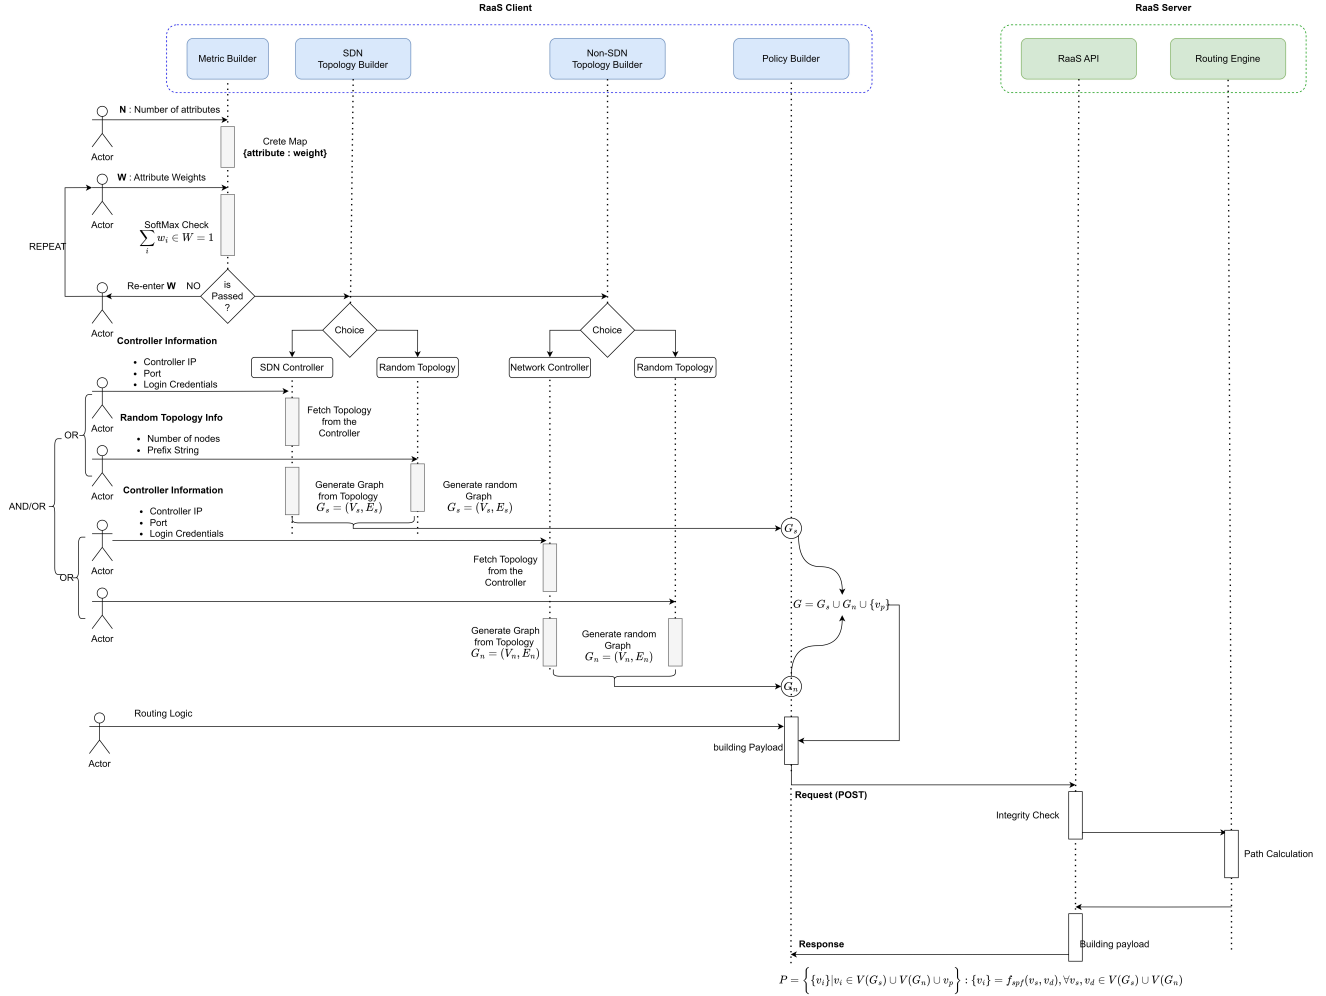 RaaS Client
RaaS Server
Metric Builder
SDN
Topology Builder
Non-SDN
Topology Builder
Policy Builder
RaaS API
Routing Engine
N : Number of attributes
Actor
Crete Map
{attribute : weight}
W : Attribute Weights
Actor
SoftMax Check
∑_i w_i ∈ W = 1
REPEAT
Re-enter W
NO
is
Passed
?
Actor
Choice
Choice
Controller Information
• Controller IP
• Port
• Login Credentials
SDN Controller
Random Topology
Network Controller
Random Topology
Actor
Fetch Topology
from the
Controller
Random Topology Info
• Number of nodes
• Prefix String
OR
Actor
Generate Graph
from Topology
G_s = (V_s, E_s)
Generate random
Graph
G_s = (V_s, E_s)
Controller Information
• Controller IP
• Port
• Login Credentials
AND/OR
G_s
Actor
Fetch Topology
from the
Controller
OR
G = G_s ∪ G_n ∪ {v_p}
Actor
Generate Graph
from Topology
G_n = (V_n, E_n)
Generate random
Graph
G_n = (V_n, E_n)
G_n
Routing Logic
Actor
building Payload
Request (POST)
Integrity Check
Path Calculation
Response
Building payload
P = {{v_i}|v_i ∈ V(G_s) ∪ V(G_n) ∪ v_p} : {v_i} = f_spf(v_s, v_d), ∀v_s, v_d ∈ V(G_s) ∪ V(G_n)